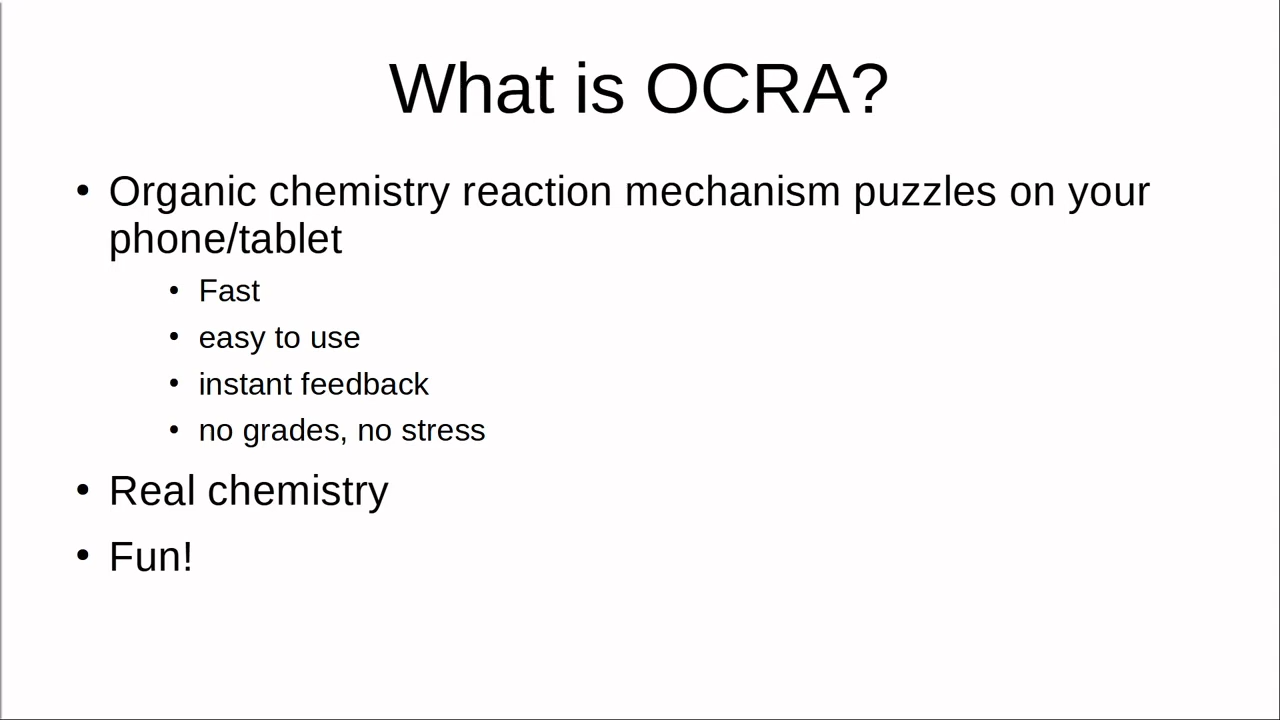 What is OCRA?
• Organic chemistry reaction mechanism puzzles on your
phone/tablet
• Fast
• easy to use
• instant feedback
• no grades, no stress
• Real chemistry
• Fun!